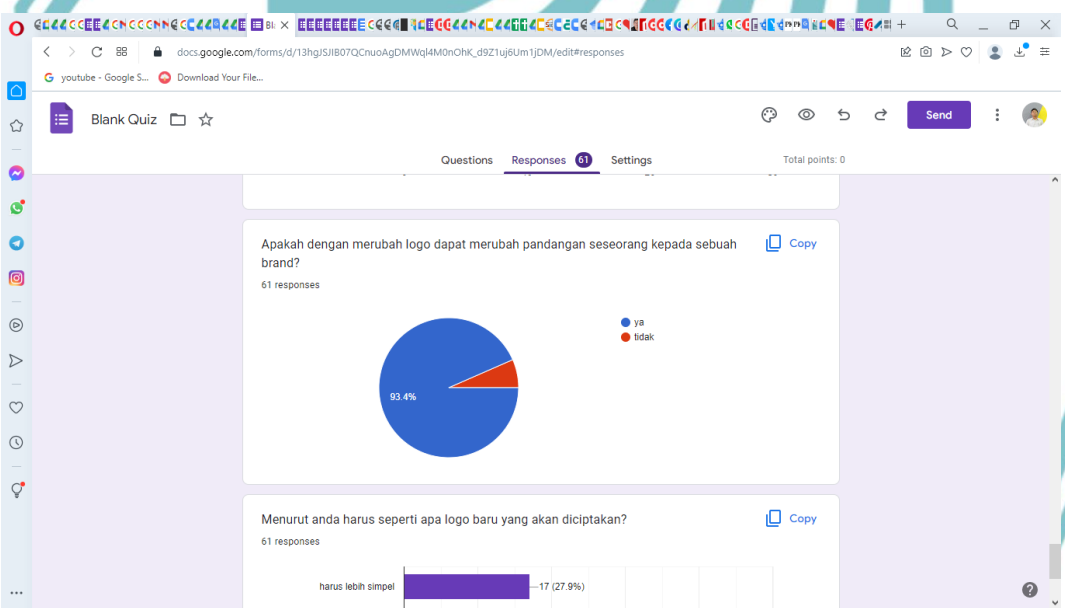 docs.google.com/forms/d/13hgJSJIB07QCnuoAgDMWql4M0nOhK_d9Z1uj6Um1jDM/edit#responses
youtube - Google S...
Download Your File...
Blank Quiz
Send
Questions
Responses
61
Settings
Total points: 0
Apakah dengan merubah logo dapat merubah pandangan seseorang kepada sebuah
brand?
Copy
61 responses
ya
tidak
93.4%
Menurut anda harus seperti apa logo baru yang akan diciptakan?
Copy
61 responses
harus lebih simpel
17 (27.9%)